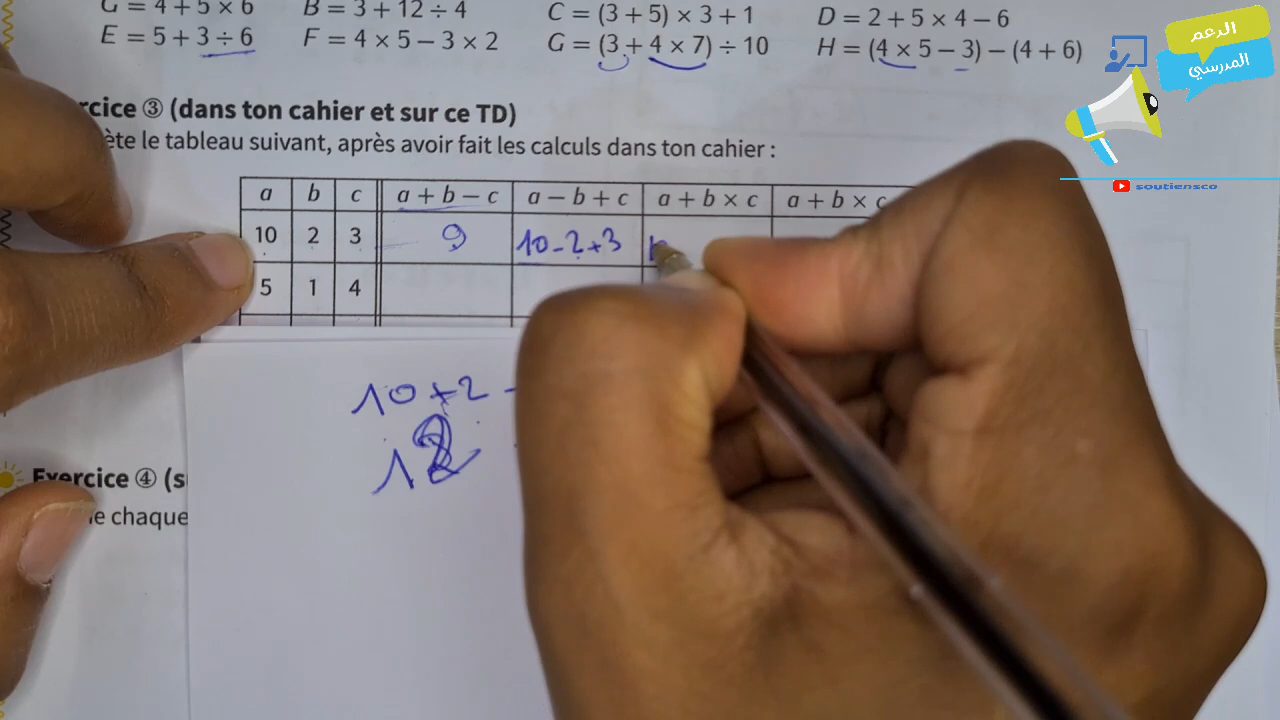 G = 4 + 5 × 6 B = 3 + 12 ÷ 4 C = (3 + 5) × 3 + 1 D = 2 + 5 × 4 − 6
E = 5 + 3 ÷ 6 F = 4 × 5 − 3 × 2 G = (3 + 4 × 7) ÷ 10 H = (4 × 5 − 3) − (4 + 6)
الدعم
المدرسي
soutiensco
rcice ③ (dans ton cahier et sur ce TD)
ète le tableau suivant, après avoir fait les calculs dans ton cahier :
a b c a + b − c a − b + c a + b × c a + b × c
10 2 3 9 10-2+3
5 1 4
10+2 -
12
Exercice ④ (s
e chaque